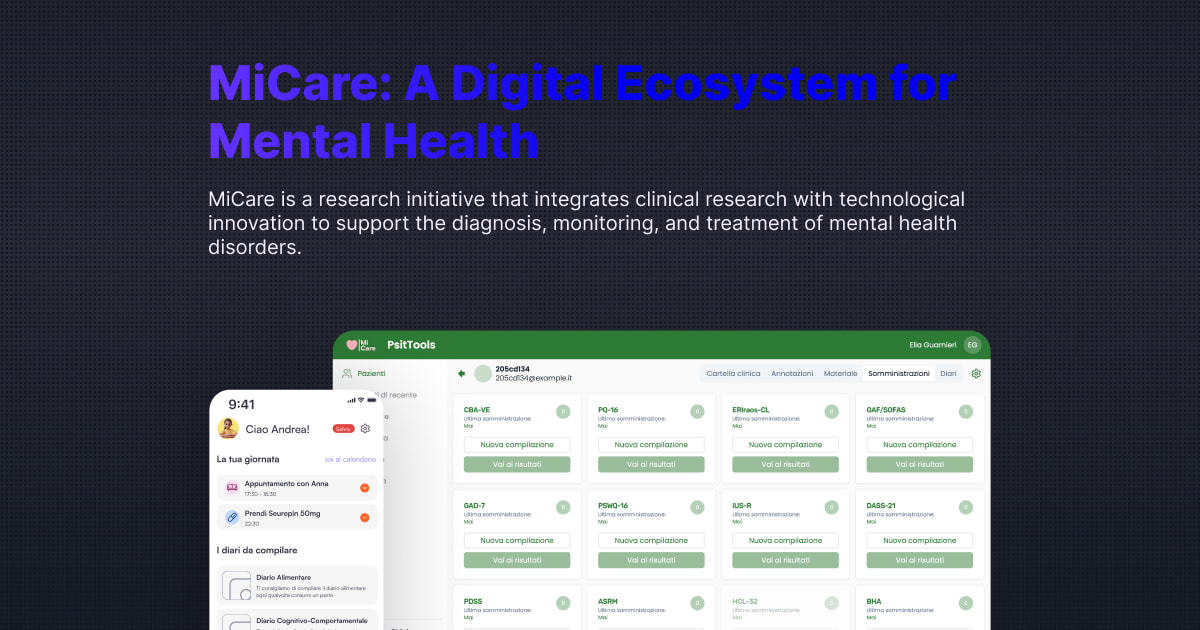 MiCare: A Digital Ecosystem for
Mental Health
MiCare is a research initiative that integrates clinical research with technological
innovation to support the diagnosis, monitoring, and treatment of mental health
disorders.
Mi
Care
PsitTools
Elia Guarnieri
EG
Pazienti
di recente
205cd134
205cd134@example.it
Cartella clinica
Annotazioni
Materiale
Somministrazioni
Diari
CBA-VE
0
Ultima somministrazione:
Mai
Nuova compilazione
Vai ai risultati
PQ-16
0
Ultima somministrazione:
Mai
Nuova compilazione
Vai ai risultati
ERIraos-CL
0
Ultima somministrazione:
Mai
Nuova compilazione
Vai ai risultati
GAF/SOFAS
0
Ultima somministrazione:
Mai
Nuova compilazione
Vai ai risultati
GAD-7
0
Ultima somministrazione:
Mai
Nuova compilazione
Vai ai risultati
PSWQ-16
0
Ultima somministrazione:
Mai
Nuova compilazione
Vai ai risultati
IUS-R
0
Ultima somministrazione:
Mai
Nuova compilazione
Vai ai risultati
DASS-21
0
Ultima somministrazione:
Mai
Nuova compilazione
Vai ai risultati
PDSS
0
Ultima somministrazione:
Mai
ASRM
0
Ultima somministrazione:
Mai
HCL-32
0
Ultima somministrazione:
Mai
BHA
0
Ultima somministrazione:
Mai
9:41
Ciao Andrea!
Safety
La tua giornata
vai al calendario
Appuntamento con Anna
17:30 - 18:30
Prendi Seurepin 50mg
22:30
I diari da compilare
Diario Alimentare
Ti consigliamo di compilare il diario alimentare
ogni qualvolta consumi un pasto
Diario Cognitivo-Comportamentale